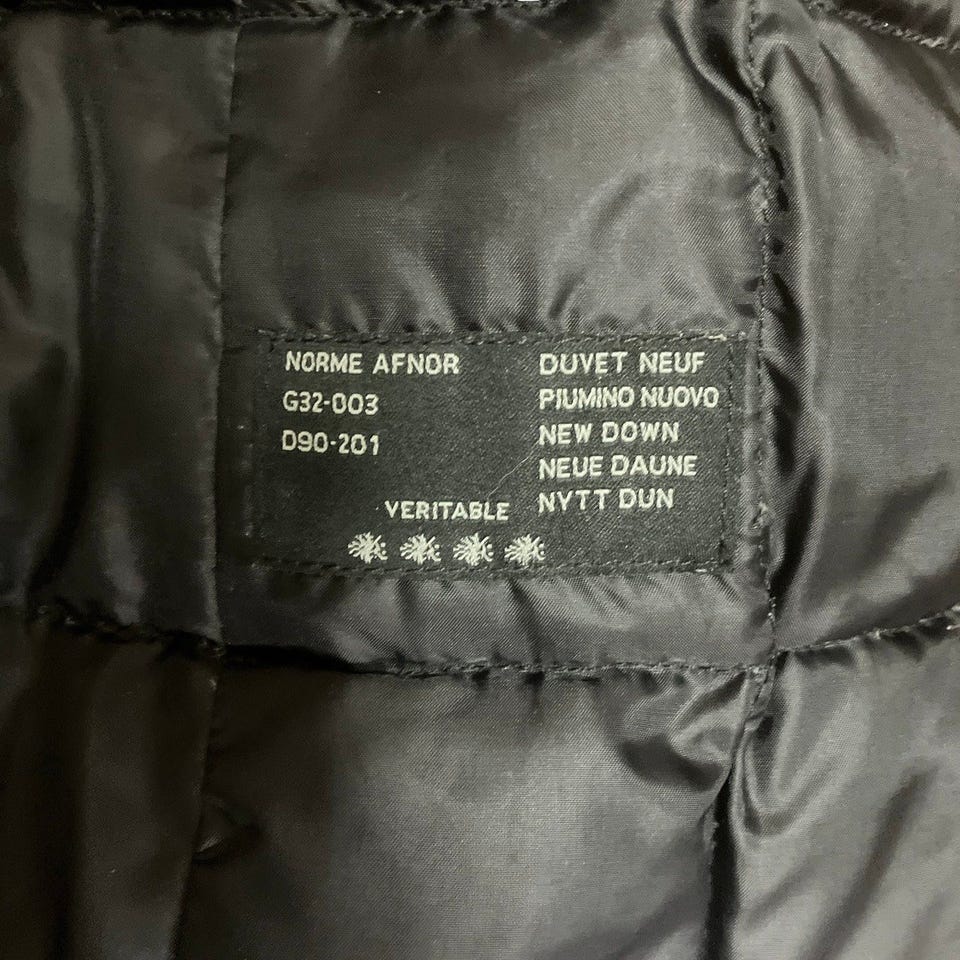 NORME AFNOR
G32-003
D90-201
VERITABLE
DUVET NEUF
PIUMINO NUOVO
NEW DOWN
NEUE DAUNE
NYTT DUN